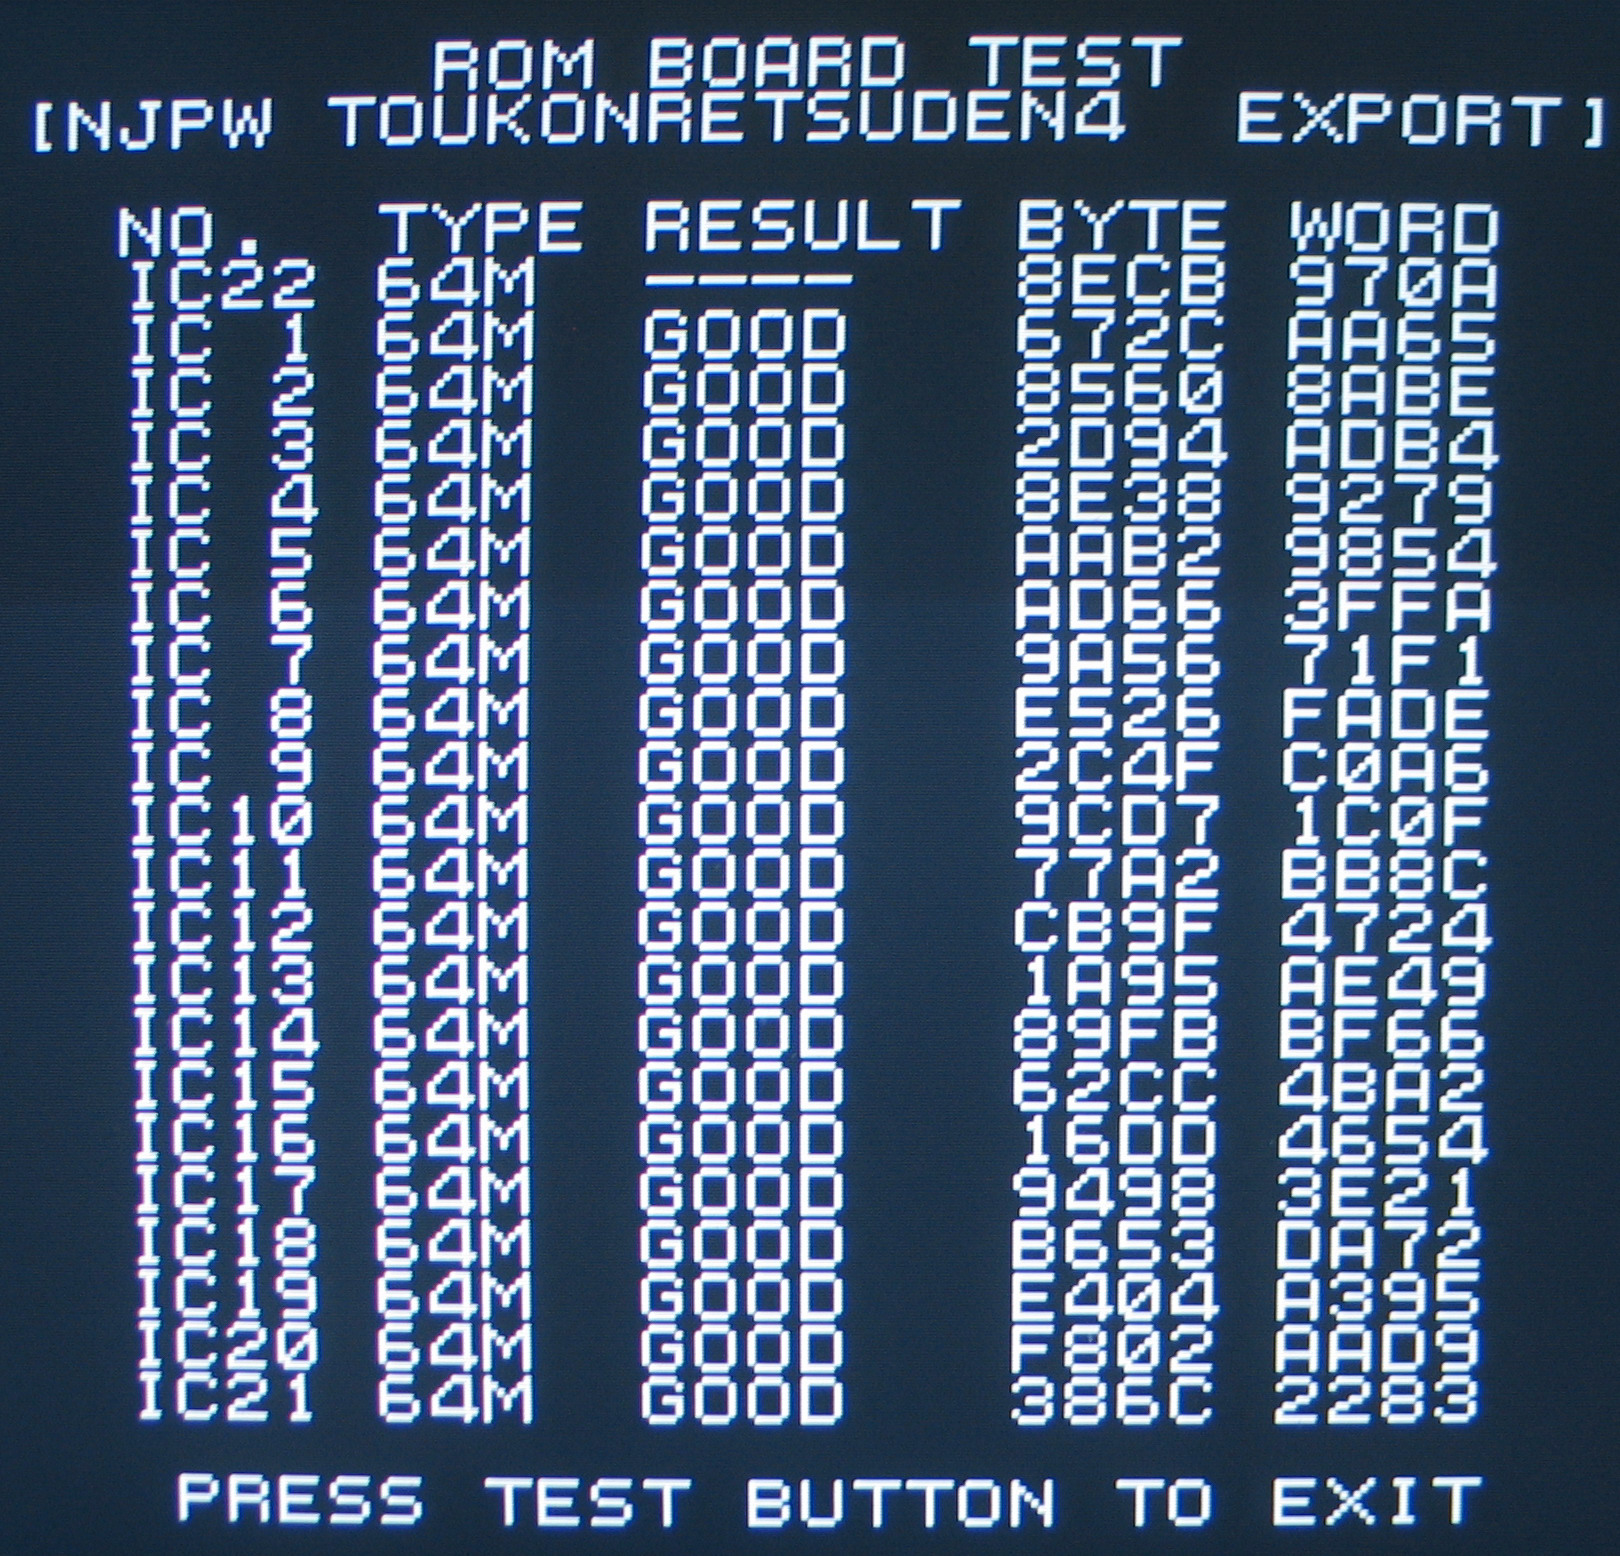 ROM BOARD TEST
[NJPW TOUKONRETSUDEN4 EXPORT]
NO. TYPE RESULT BYTE WORD
IC22 64M ---- 8ECB 970A
IC 1 64M GOOD 672C AA65
IC 2 64M GOOD 8560 8ABE
IC 3 64M GOOD 2D94 ADB4
IC 4 64M GOOD 8E38 9279
IC 5 64M GOOD AAB2 9854
IC 6 64M GOOD AD66 3FFA
IC 7 64M GOOD 9A56 71F1
IC 8 64M GOOD E526 FADE
IC 9 64M GOOD 2C4F C0A6
IC10 64M GOOD 9CD7 1C0F
IC11 64M GOOD 77A2 BB8C
IC12 64M GOOD CB9F 4724
IC13 64M GOOD 1A95 AE49
IC14 64M GOOD 89FB BF66
IC15 64M GOOD 62CC 4BA2
IC16 64M GOOD 16DD 4654
IC17 64M GOOD 9498 3E21
IC18 64M GOOD B653 DA72
IC19 64M GOOD E404 A395
IC20 64M GOOD F802 AAD9
IC21 64M GOOD 386C 2283
PRESS TEST BUTTON TO EXIT